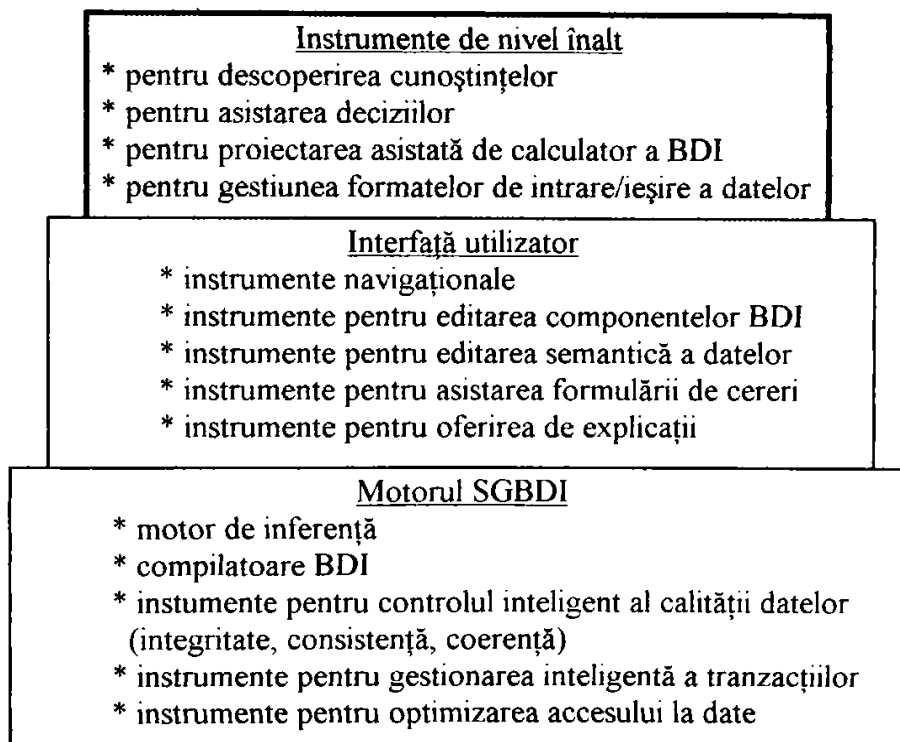 Instrumente de nivel înalt
* pentru descoperirea cunoştinţelor
* pentru asistarea deciziilor
* pentru proiectarea asistată de calculator a BDI
* pentru gestiunea formatelor de intrare/ieşire a datelor
Interfaţă utilizator
* instrumente navigaţionale
* instrumente pentru editarea componentelor BDI
* instrumente pentru editarea semantică a datelor
* instrumente pentru asistarea formulării de cereri
* instrumente pentru oferirea de explicaţii
Motorul SGBDI
* motor de inferenţă
* compilatoare BDI
* instumente pentru controlul inteligent al calităţii datelor
(integritate, consistenţă, coerenţă)
* instrumente pentru gestionarea inteligentă a tranzacţiilor
* instrumente pentru optimizarea accesului la date